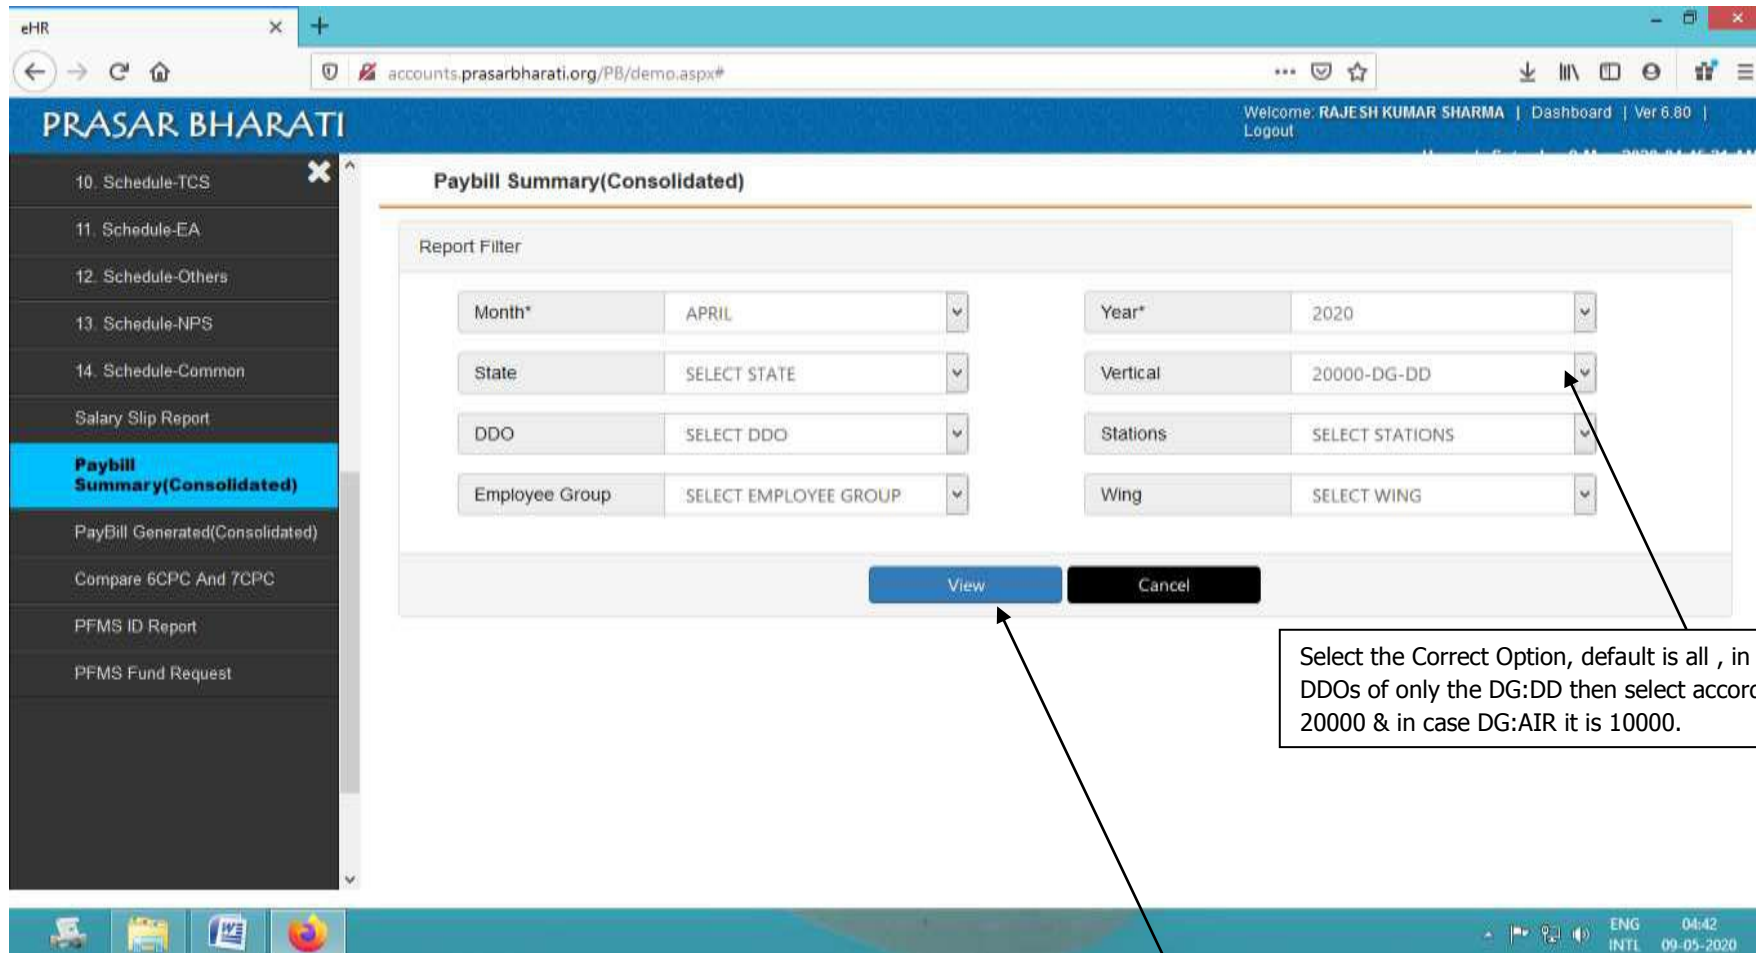 eHR
accounts.prasarbharati.org/PB/demo.aspx#
PRASAR BHARATI
Welcome: RAJESH KUMAR SHARMA | Dashboard | Ver 6.80 |
Logout
10. Schedule-TCS
11. Schedule-EA
12. Schedule-Others
13. Schedule-NPS
14. Schedule-Common
Salary Slip Report
Paybill
Summary(Consolidated)
PayBill Generated(Consolidated)
Compare 6CPC And 7CPC
PFMS ID Report
PFMS Fund Request
Paybill Summary(Consolidated)
Report Filter
Month* APRIL Year* 2020
State SELECT STATE Vertical 20000-DG-DD
DDO SELECT DDO Stations SELECT STATIONS
Employee Group SELECT EMPLOYEE GROUP Wing SELECT WING
View Cancel
Select the Correct Option, default is all , in
DDOs of only the DG:DD then select accord
20000 & in case DG:AIR it is 10000.
ENG 04:42
INTL 09-05-2020